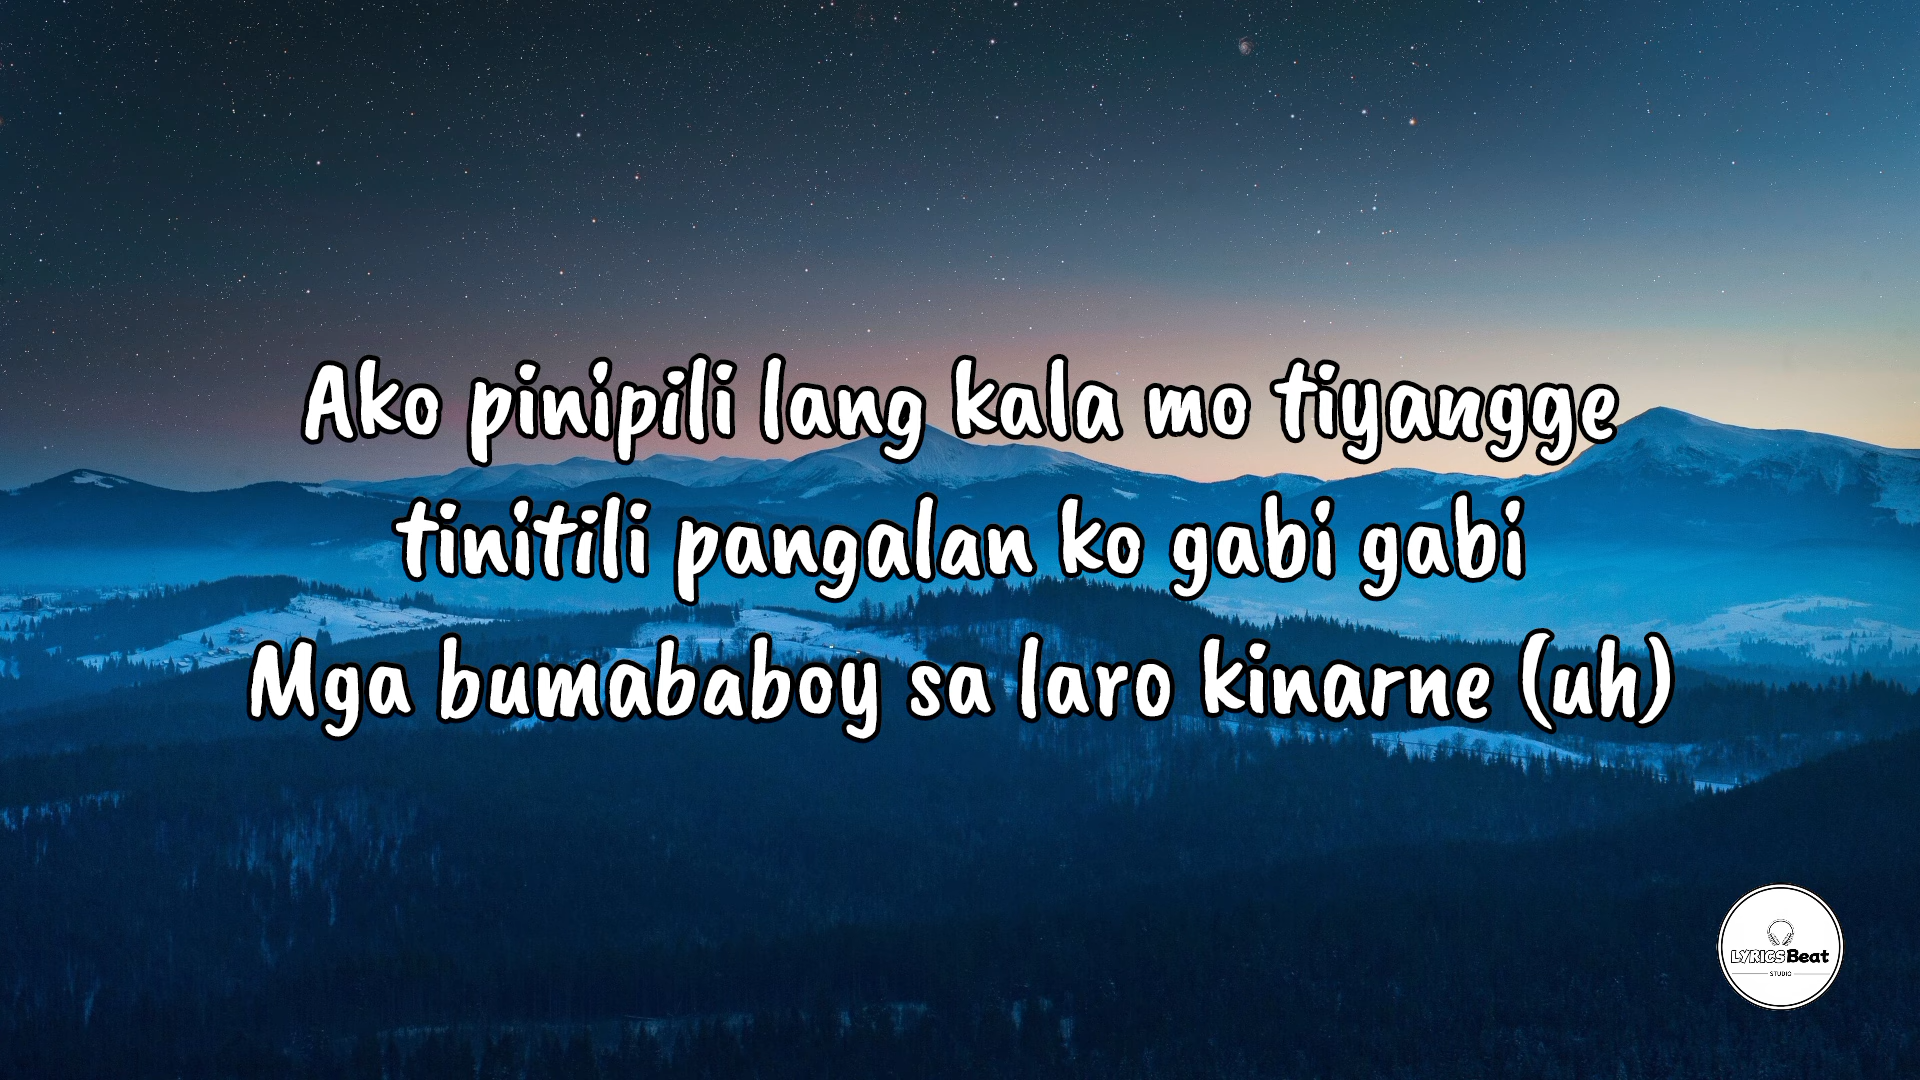 Ako pinipili lang kala mo tiyangge
tinitili pangalan ko gabi gabi
Mga bumababoy sa laro kinarne (uh)
LYRICSBeat
STUDIO